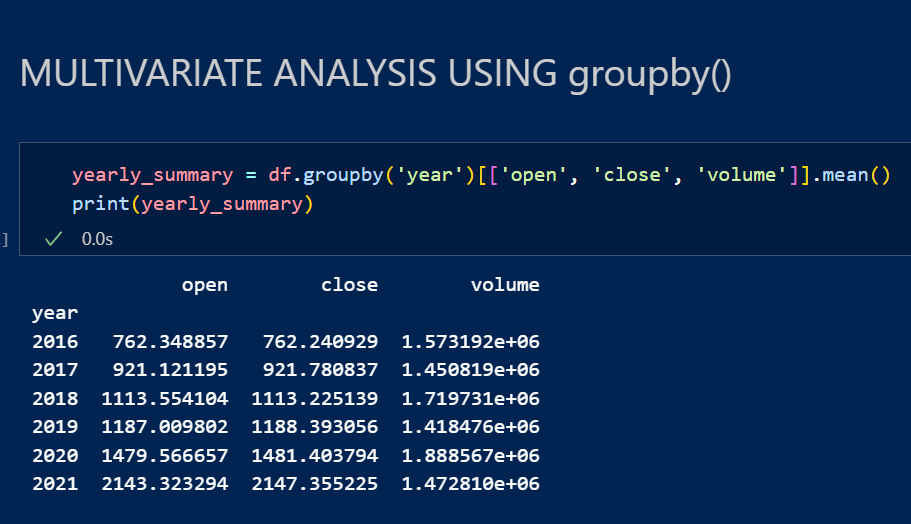 MULTIVARIATE ANALYSIS USING groupby()
yearly_summary = df.groupby('year')[['open', 'close', 'volume']].mean()
print(yearly_summary)
] ✓ 0.0s
open close volume
year
2016 762.348857 762.240929 1.573192e+06
2017 921.121195 921.780837 1.450819e+06
2018 1113.554104 1113.225139 1.719731e+06
2019 1187.009802 1188.393056 1.418476e+06
2020 1479.566657 1481.403794 1.888567e+06
2021 2143.323294 2147.355225 1.472810e+06